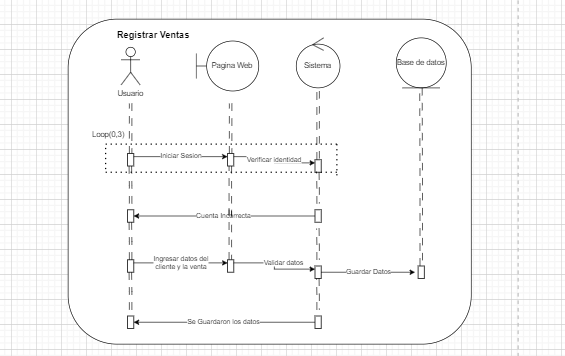 Registrar Ventas
Pagina Web
Sistema
Base de datos
Usuario
Loop(0,3)
Iniciar Sesion
Verificar identidad
Cuenta Incorrecta
Ingresar datos del
cliente y la venta
Validar datos
Guardar Datos
Se Guardaron los datos